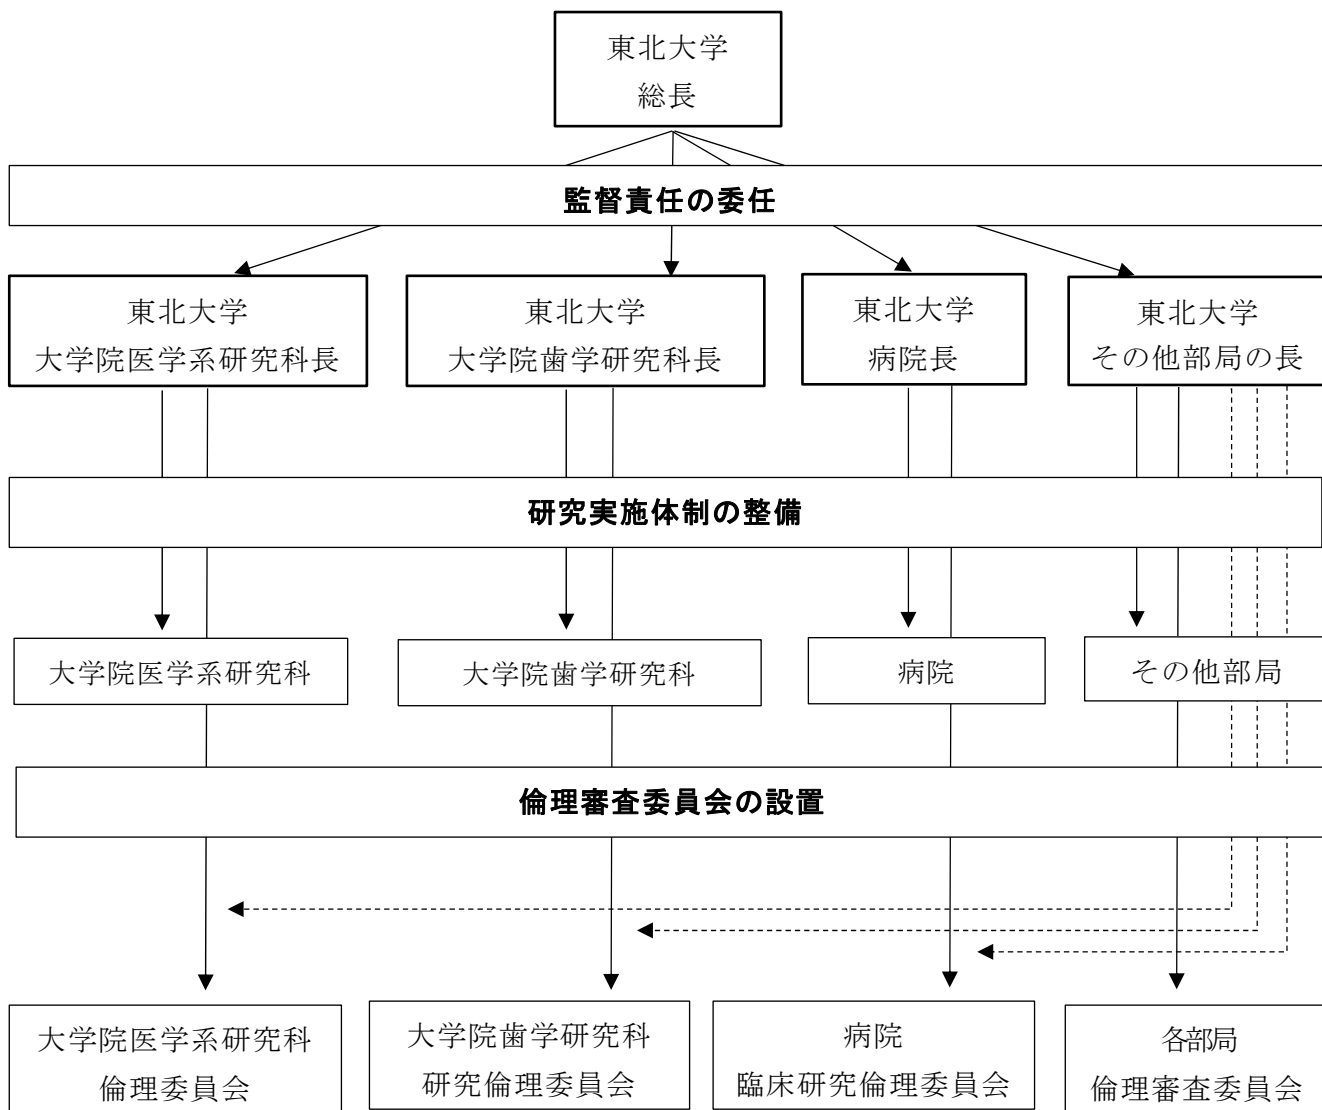 東北大学
総長
監督責任の委任
東北大学
大学院医学系研究科長
東北大学
大学院歯学研究科長
東北大学
病院長
東北大学
その他部局の長
研究実施体制の整備
大学院医学系研究科
大学院歯学研究科
病院
その他部局
倫理審査委員会の設置
大学院医学系研究科
倫理委員会
大学院歯学研究科
研究倫理委員会
病院
臨床研究倫理委員会
各部局
倫理審査委員会